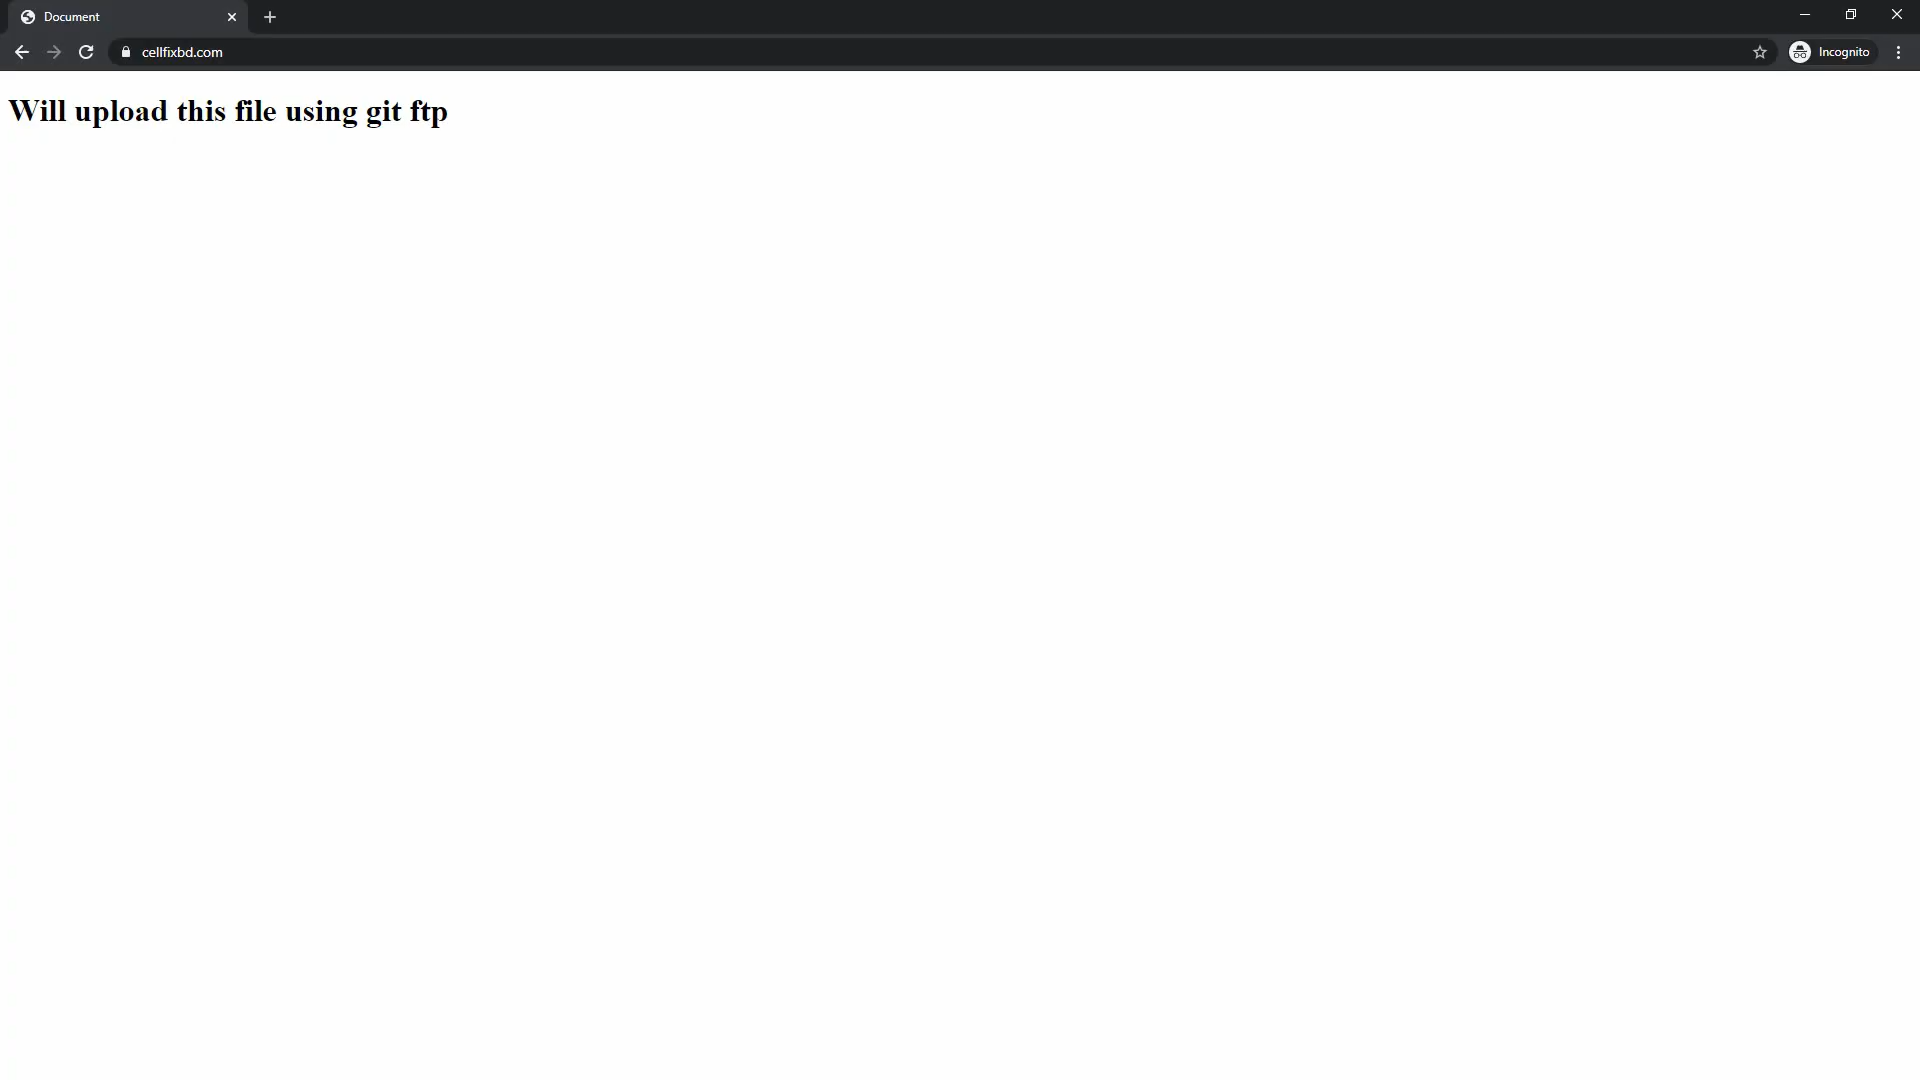 Document
cellfixbd.com
Incognito
Will upload this file using git ftp